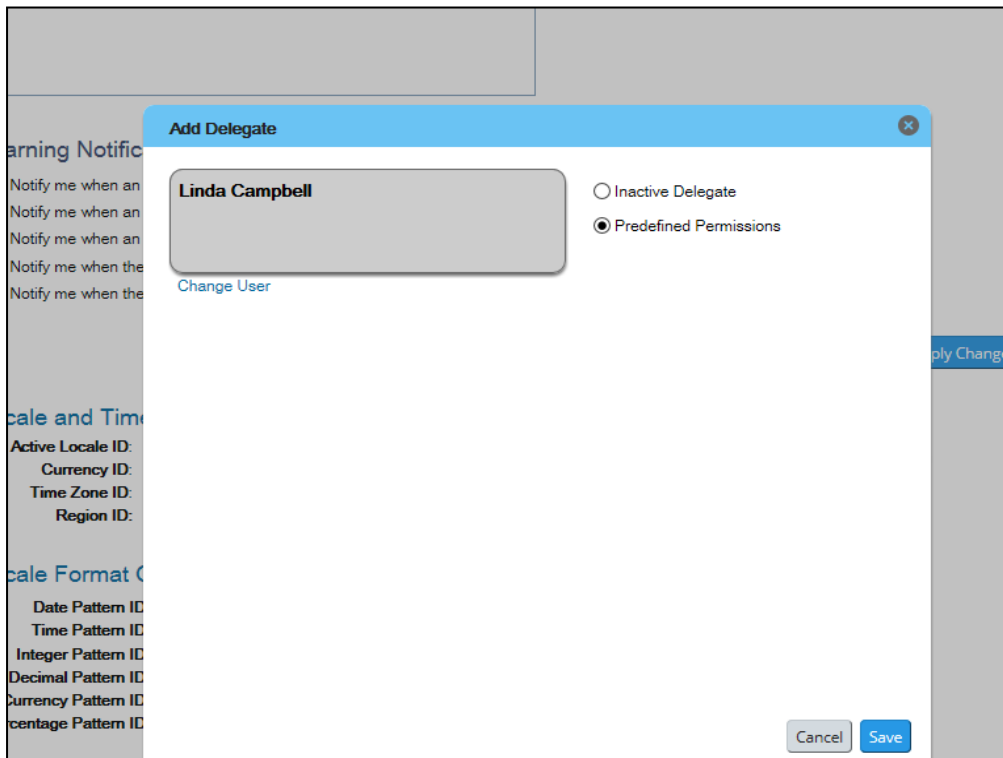 Add Delegate
arning Notific
Notify me when an
Notify me when an
Notify me when an
Notify me when the
Notify me when the
Linda Campbell
Change User
Inactive Delegate
Predefined Permissions
ply Change
cale and Time
Active Locale ID:
Currency ID:
Time Zone ID:
Region ID:
cale Format
Date Pattern ID
Time Pattern ID
Integer Pattern ID
Decimal Pattern ID
Currency Pattern ID
rcentage Pattern ID
Cancel
Save